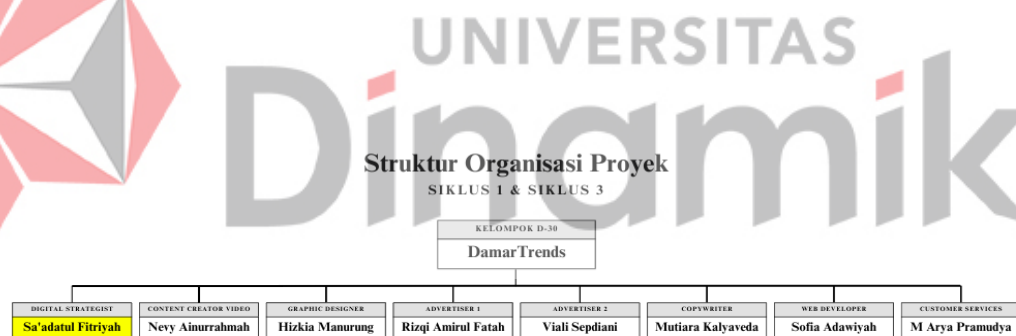 UNIVERSITAS
Dinamik
Struktur Organisasi Proyek
SIKLUS 1 & SIKLUS 3
KELOMPOK D-30
DamarTrends
DIGITAL STRATEGIST
Sa'adatul Fitriyah
CONTENT CREATOR VIDEO
Nevy Ainurrahmah
GRAPHIC DESIGNER
Hizkia Manurung
ADVERTISER 1
Rizqi Amirul Fatah
ADVERTISER 2
Viali Sepdiani
COPYWRITER
Mutiara Kalyaveda
WEB DEVELOPER
Sofia Adawiyah
CUSTOMER SERVICES
M Arya Pramudya